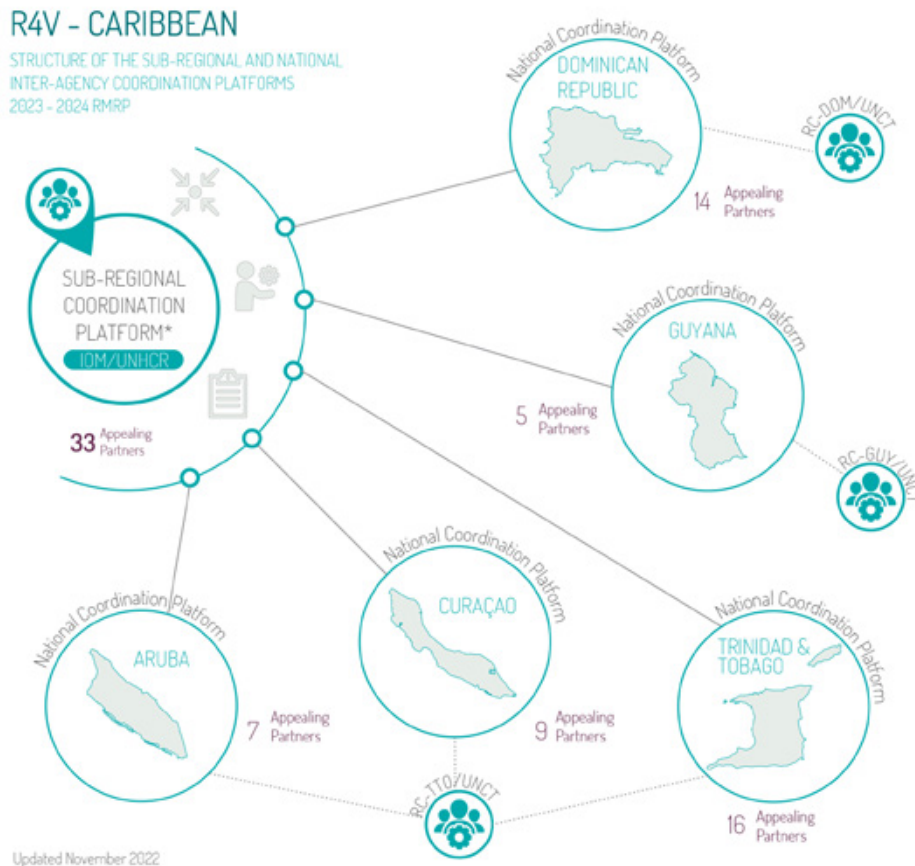 R4V - CARIBBEAN
STRUCTURE OF THE SUB-REGIONAL AND NATIONAL
INTER-AGENCY COORDINATION PLATFORMS
2023 - 2024 RMRP
SUB-REGIONAL
COORDINATION
PLATFORM*
IOM/UNHCR
33 Appealing
Partners
National Coordination Platform
DOMINICAN
REPUBLIC
14 Appealing
Partners
RC-DOM/UNCT
National Coordination Platform
GUYANA
5 Appealing
Partners
RC-GUY/UNCT
National Coordination Platform
ARUBA
7 Appealing
Partners
National Coordination Platform
CURAÇAO
9 Appealing
Partners
National Coordination Platform
TRINIDAD &
TOBAGO
16 Appealing
Partners
RC-TTO/UNCT
Updated November 2022